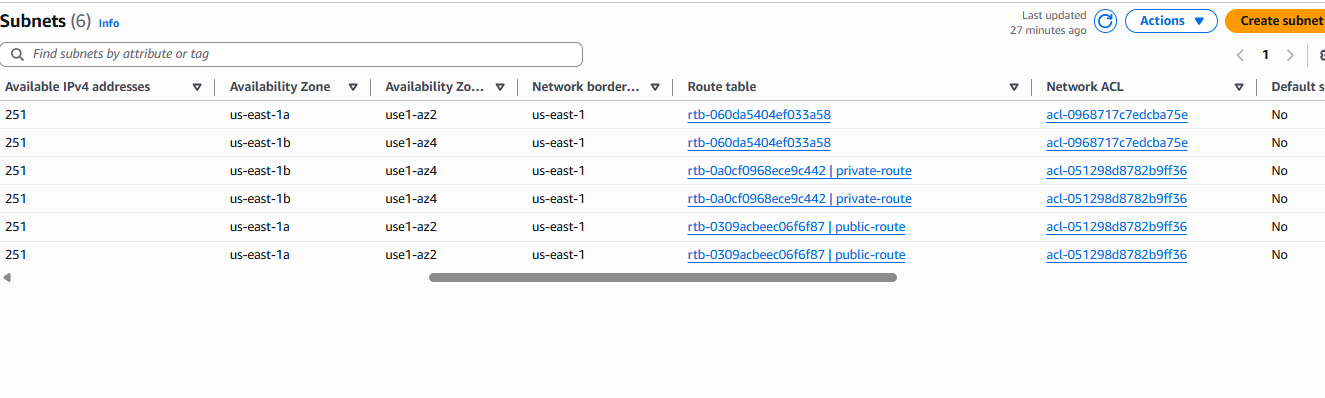 Subnets (6) Info
Last updated
27 minutes ago
Actions
Create subnet
Find subnets by attribute or tag
1
Available IPv4 addresses Availability Zone Availability Zo... Network border... Route table Network ACL Default s
251 us-east-1a use1-az2 us-east-1 rtb-060da5404ef033a58 acl-0968717c7edcba75e No
251 us-east-1b use1-az4 us-east-1 rtb-060da5404ef033a58 acl-0968717c7edcba75e No
251 us-east-1b use1-az4 us-east-1 rtb-0a0cf0968ece9c442 | private-route acl-051298d8782b9ff36 No
251 us-east-1b use1-az4 us-east-1 rtb-0a0cf0968ece9c442 | private-route acl-051298d8782b9ff36 No
251 us-east-1a use1-az2 us-east-1 rtb-0309acbeec06f6f87 | public-route acl-051298d8782b9ff36 No
251 us-east-1a use1-az2 us-east-1 rtb-0309acbeec06f6f87 | public-route acl-051298d8782b9ff36 No